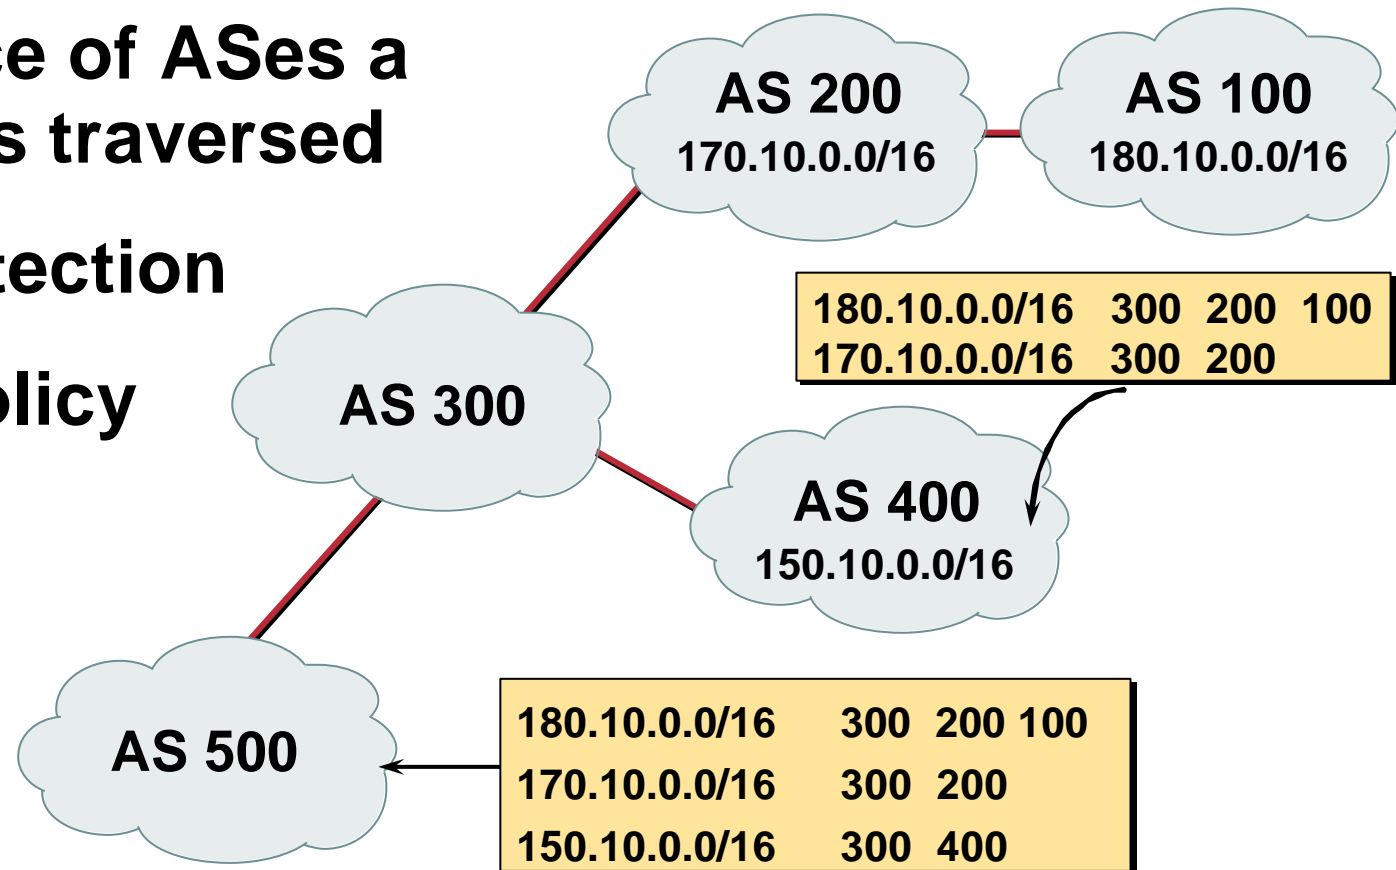 ce of ASes a
s traversed
tection
olicy
AS 200
170.10.0.0/16
AS 100
180.10.0.0/16
180.10.0.0/16 300 200 100
170.10.0.0/16 300 200
AS 300
AS 400
150.10.0.0/16
AS 500
180.10.0.0/16 300 200 100
170.10.0.0/16 300 200
150.10.0.0/16 300 400